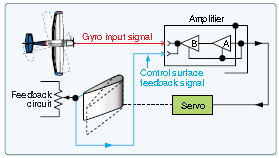 Amplifier
Gyro input signal
B
A
Control surface
feedback signal
Feedback
circuit
Servo